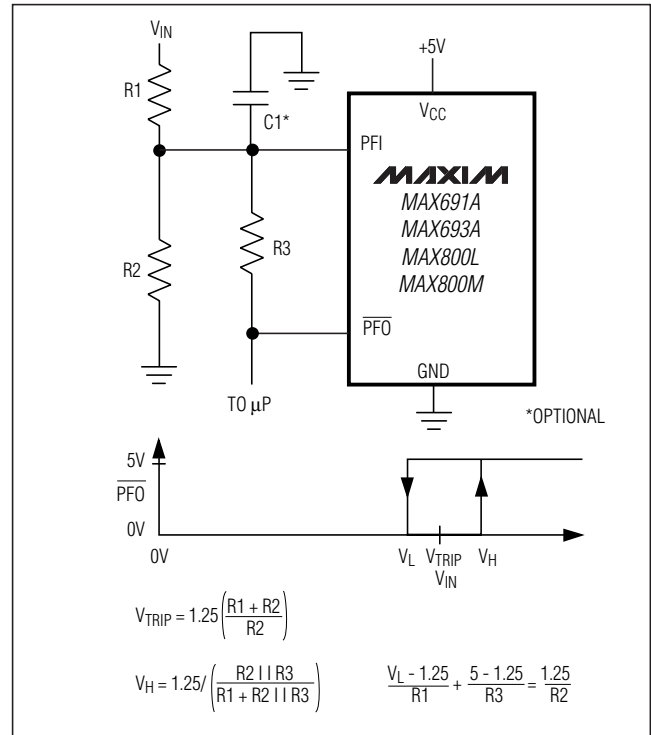 VIN
R1
C1*
+5V
VCC
PFI
MAXIM
MAX691A
MAX693A
MAX800L
MAX800M
R2
R3
PFO
GND
TO µP
*OPTIONAL
5V
PFO
0V
0V
VL VTRIP VH
VIN
VTRIP = 1.25 (R1 + R2 / R2)
VH = 1.25/ (R2 I I R3 / R1 + R2 I I R3) VL - 1.25 / R1 + 5 - 1.25 / R3 = 1.25 / R2